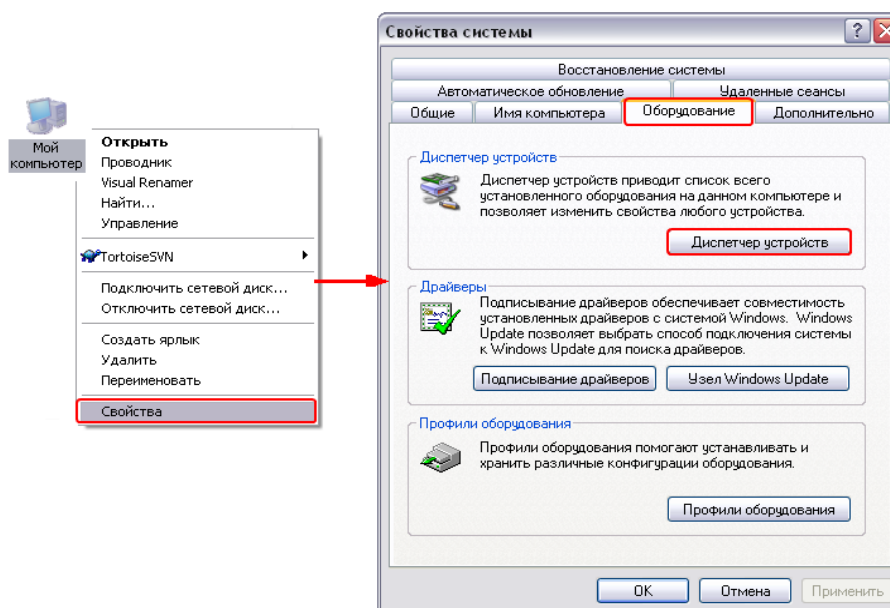 Мой
компьютер
Открыть
Проводник
Visual Renamer
Найти...
Управление
TortoiseSVN
Подключить сетевой диск...
Отключить сетевой диск...
Создать ярлык
Удалить
Переименовать
Свойства
Свойства системы
Восстановление системы
Автоматическое обновление
Удаленные сеансы
Общие
Имя компьютера
Оборудование
Дополнительно
Диспетчер устройств
Диспетчер устройств приводит список всего
установленного оборудования на данном компьютере и
позволяет изменить свойства любого устройства.
Диспетчер устройств
Драйверы
Подписывание драйверов обеспечивает совместимость
установленных драйверов с системой Windows. Windows
Update позволяет выбрать способ подключения системы
к Windows Update для поиска драйверов.
Подписывание драйверов
Узел Windows Update
Профили оборудования
Профили оборудования помогают устанавливать и
хранить различные конфигурации оборудования.
Профили оборудования
OK
Отмена
Применить